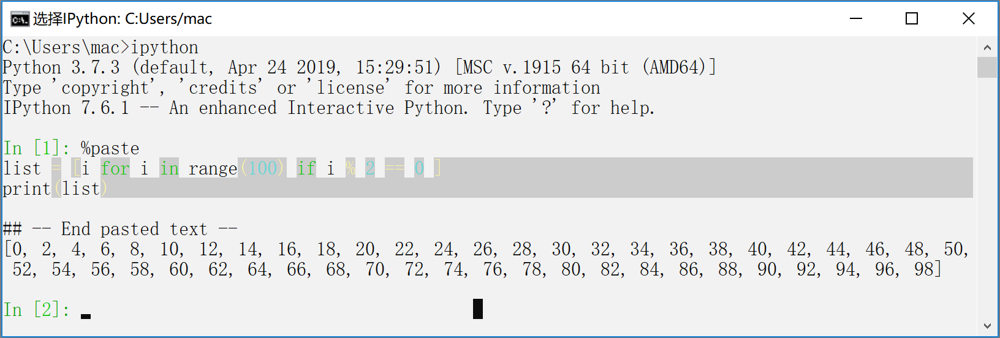 选择IPython: C:Users/mac
C:\Users\mac>ipython
Python 3.7.3 (default, Apr 24 2019, 15:29:51) [MSC v.1915 64 bit (AMD64)]
Type 'copyright', 'credits' or 'license' for more information
IPython 7.6.1 -- An enhanced Interactive Python. Type '?' for help.
In [1]: %paste
list = [i for i in range(100) if i % 2 == 0 ]
print(list)
## -- End pasted text --
[0, 2, 4, 6, 8, 10, 12, 14, 16, 18, 20, 22, 24, 26, 28, 30, 32, 34, 36, 38, 40, 42, 44, 46, 48, 50,
52, 54, 56, 58, 60, 62, 64, 66, 68, 70, 72, 74, 76, 78, 80, 82, 84, 86, 88, 90, 92, 94, 96, 98]
In [2]: